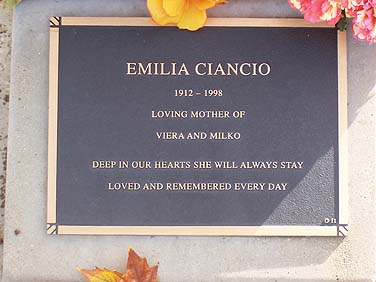 EMILIA CIANCIO
1912 – 1998
LOVING MOTHER OF
VIERA AND MILKO
DEEP IN OUR HEARTS SHE WILL ALWAYS STAY
LOVED AND REMEMBERED EVERY DAY